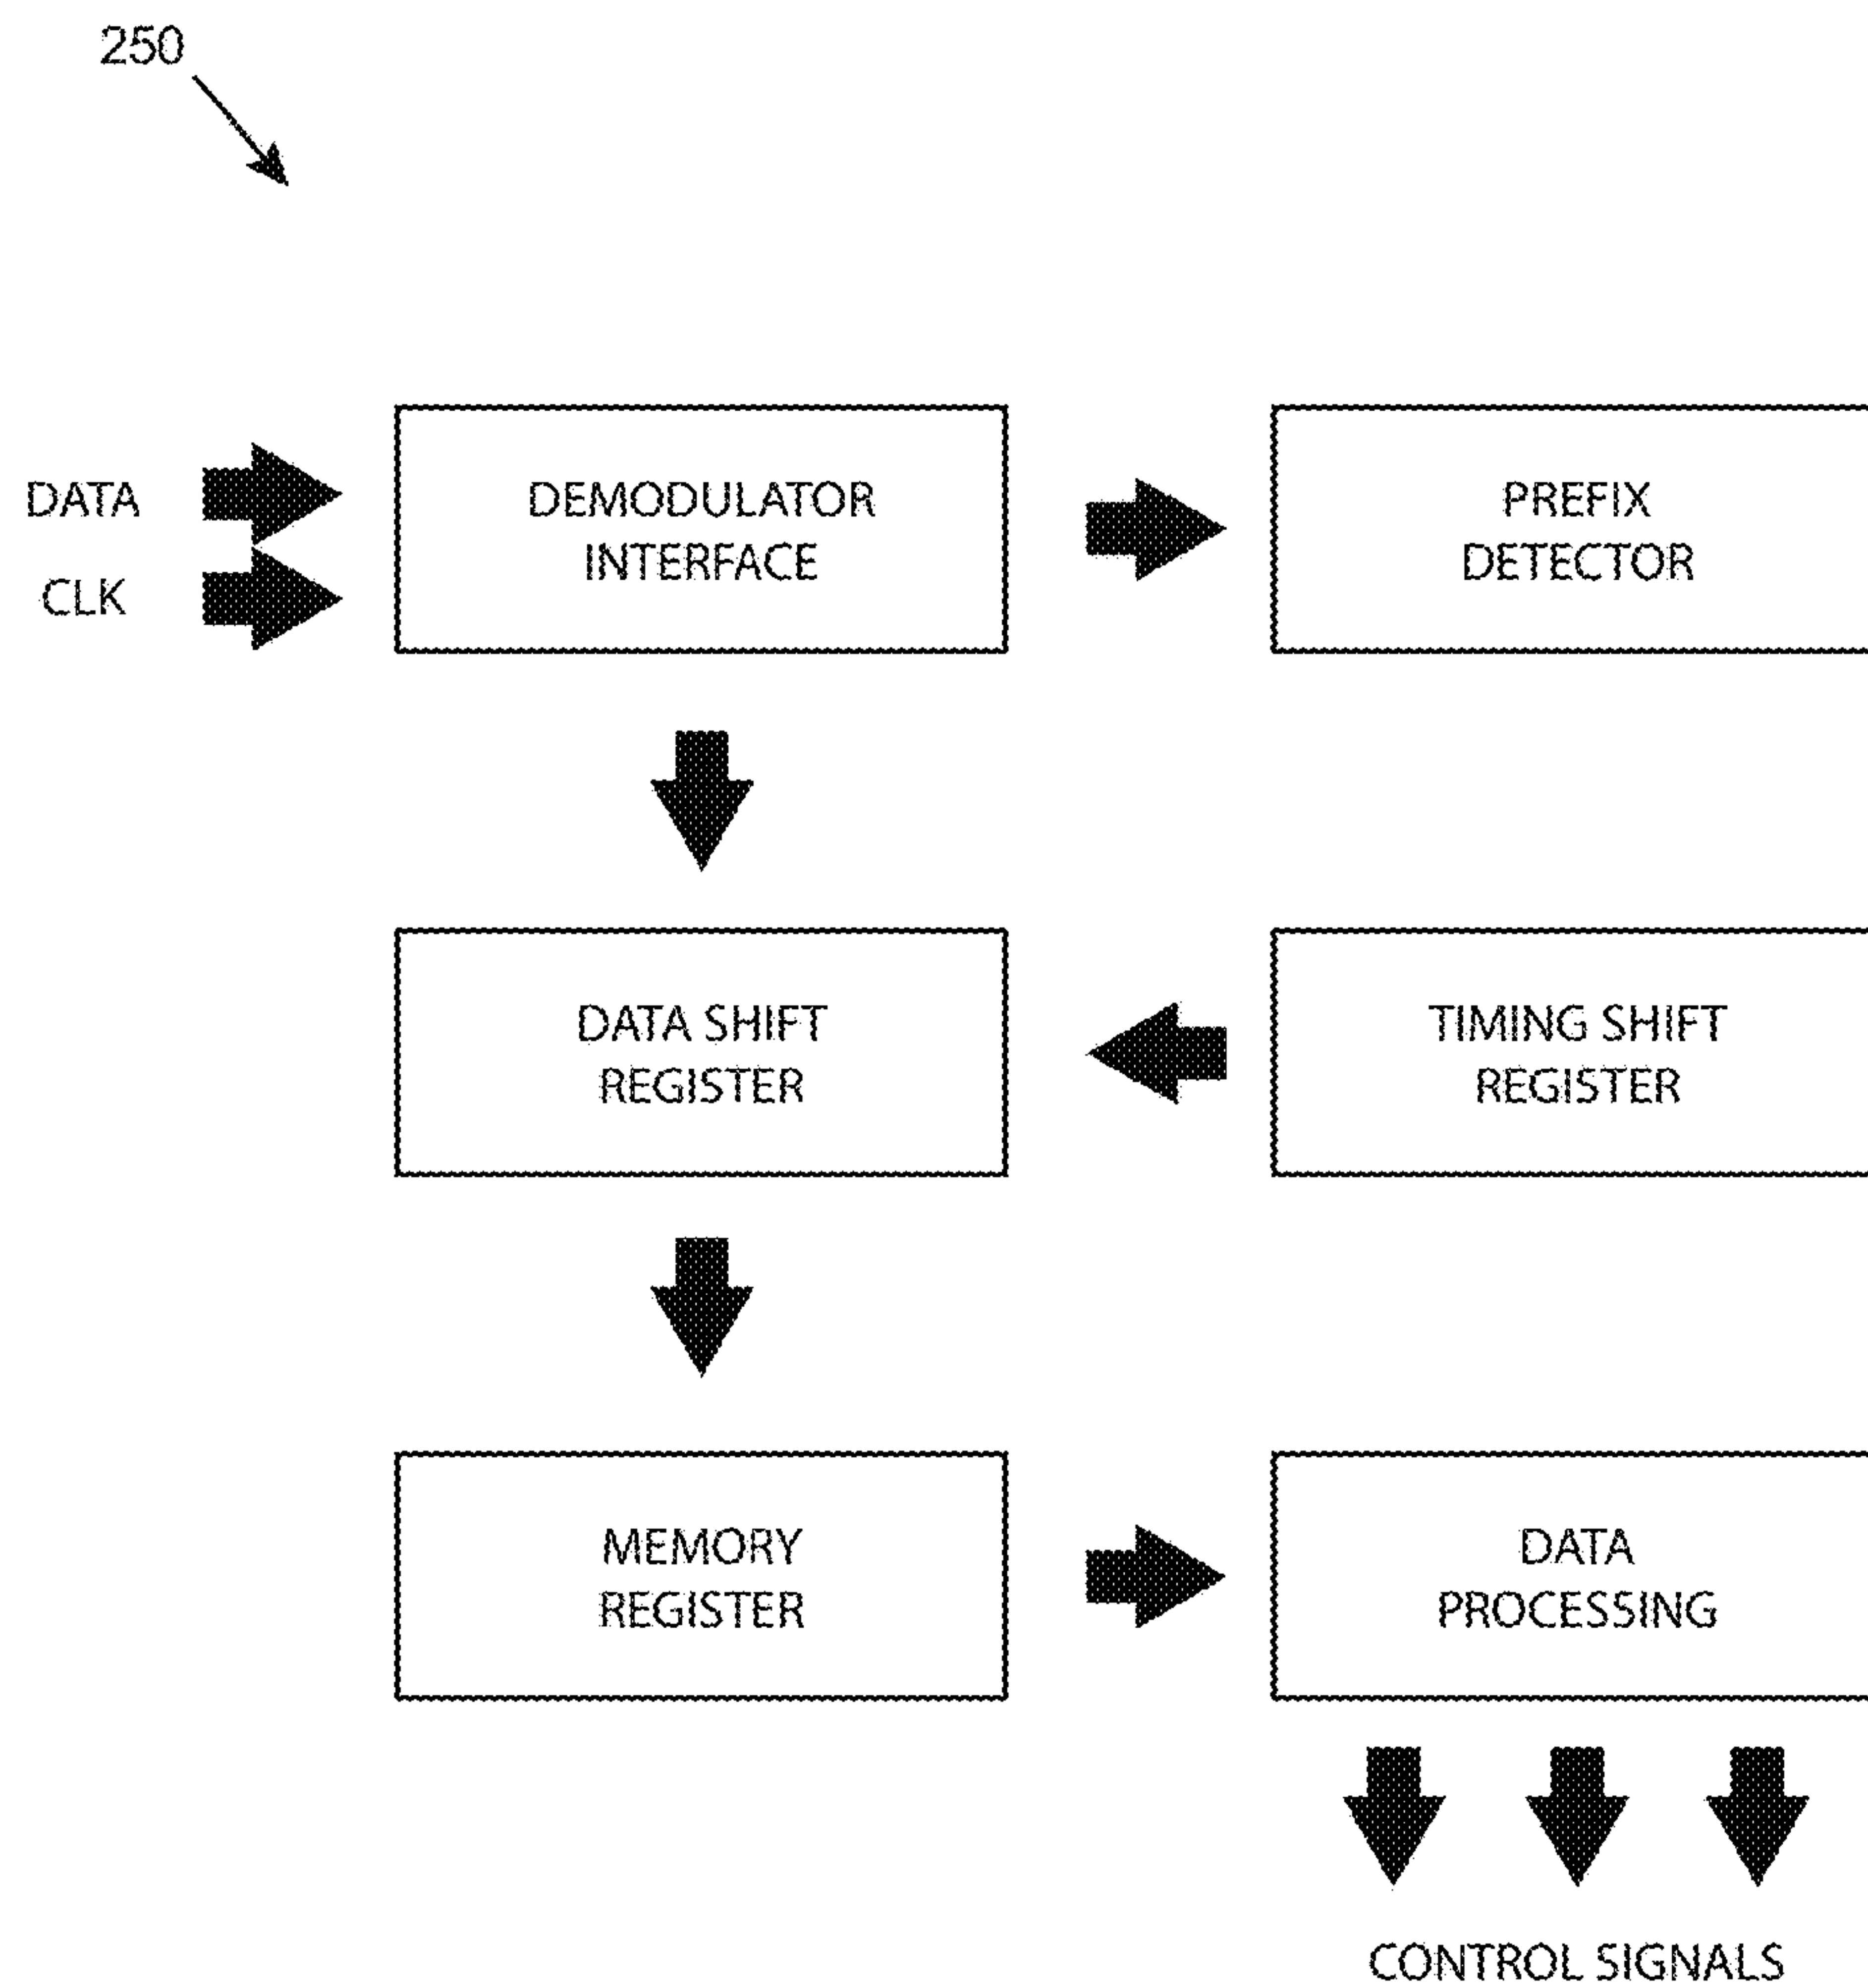 250
DATA
CLK
DEMODULATOR
INTERFACE
PREFIX
DETECTOR
DATA SHIFT
REGISTER
TIMING SHIFT
REGISTER
MEMORY
REGISTER
DATA
PROCESSING
CONTROL SIGNALS